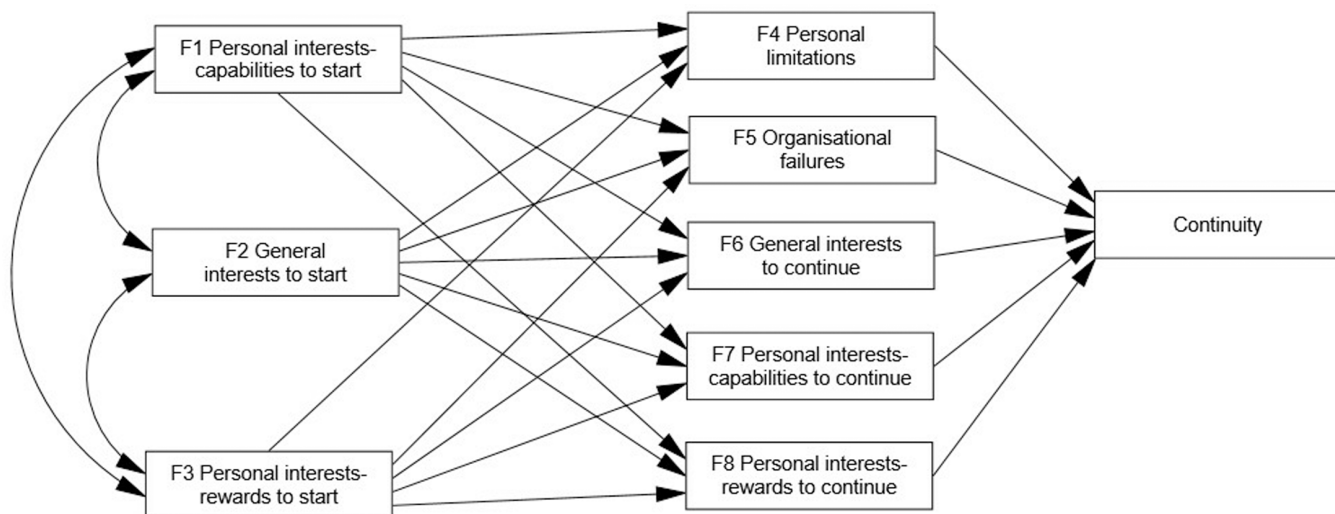 F1 Personal interests-
capabilities to start
F2 General
interests to start
F3 Personal interests-
rewards to start
F4 Personal
limitations
F5 Organisational
failures
F6 General interests
to continue
F7 Personal interests-
capabilities to continue
F8 Personal interests-
rewards to continue
Continuity